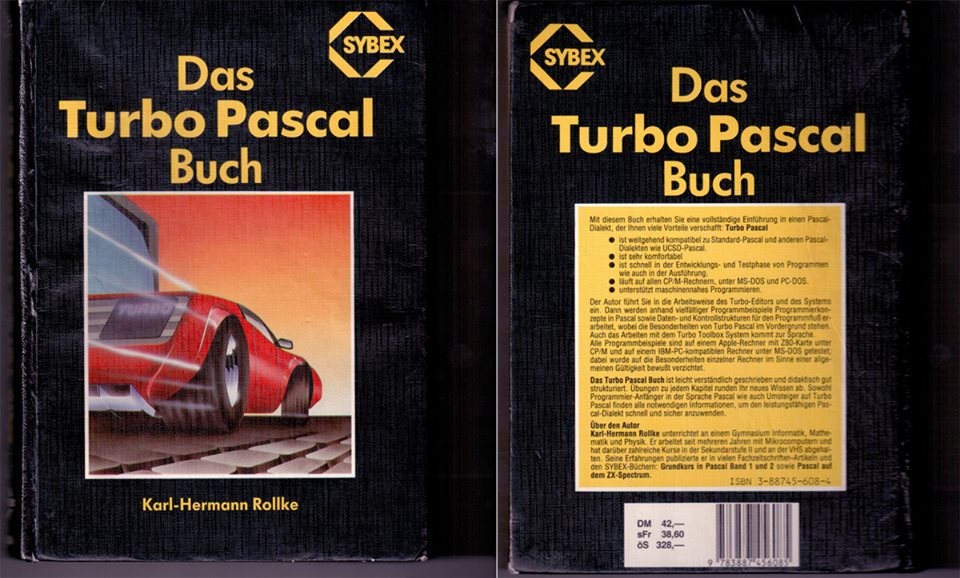 SYBEX
Das
Turbo Pascal
Buch
TURBO
Karl-Hermann Rollke
SYBEX
Das
Turbo Pascal
Buch
Mit diesem Buch erhalten Sie eine vollständige Einführung in einen Pascal-
Dialekt, der Ihnen viele Vorteile verschafft: Turbo Pascal
● ist weitgehend kompatibel zu Standard-Pascal und anderen Pascal-
Dialekten wie UCSD-Pascal.
● ist sehr komfortabel
● ist schnell in der Entwicklungs- und Testphase von Programmen
wie auch in der Ausführung.
● läuft auf allen CP/M-Rechnern, unter MS-DOS und PC-DOS.
● unterstützt maschinennahes Programmieren.
Der Autor führt Sie in die Arbeitsweise des Turbo-Editors und des Systems
ein. Dann werden anhand vielfältiger Programmbeispiele Programmierkon-
zepte in Pascal sowie Daten- und Kontrollstrukturen für den Programmfluß er-
arbeitet, wobei die Besonderheiten von Turbo Pascal im Vordergrund stehen.
Auch das Arbeiten mit dem Turbo Toolbox System kommt zur Sprache.
Alle Programmbeispiele sind auf einem Apple-Rechner mit Z80-Karte unter
CP/M und auf einem IBM-PC-kompatiblen Rechner unter MS-DOS getestet;
dabei wurde auf die Besonderheiten einzelner Rechner im Sinne einer allge-
meinen Gültigkeit bewußt verzichtet.
Das Turbo Pascal Buch ist leicht verständlich geschrieben und didaktisch gut
strukturiert. Übungen zu jedem Kapitel runden Ihr neues Wissen ab. Sowohl
Programmier-Anfänger in der Sprache Pascal wie auch Umsteiger auf Turbo
Pascal finden alle notwendigen Informationen, um den leistungsfähigen Pas-
cal-Dialekt schnell und sicher anzuwenden.
Über den Autor
Karl-Hermann Rollke unterrichtet an einem Gymnasium Informatik, Mathe-
matik und Physik. Er arbeitet seit mehreren Jahren mit Mikrocomputern und
hat darüber zahlreiche Kurse in der Sekundarstufe II und an der VHS abgehal-
ten. Seine Erfahrungen publizierte er in vielen Fachzeitschriften-Artikeln und
den SYBEX-Büchern: Grundkurs in Pascal Band 1 und 2 sowie Pascal auf
dem ZX-Spectrum.
ISBN 3-88745-608-4
DM 42,—
sFr 38,60
öS 328,—
9 783887 456085